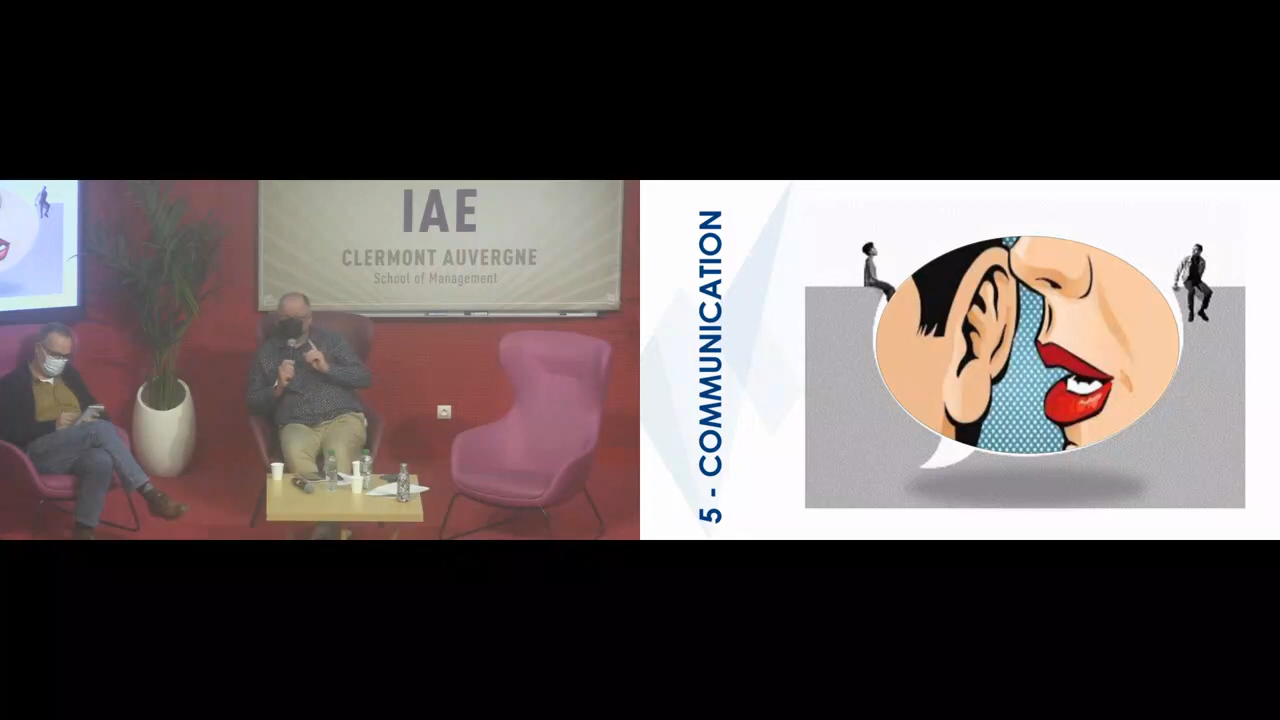 IAE
CLERMONT AUVERGNE
School of Management
5 - COMMUNICATION